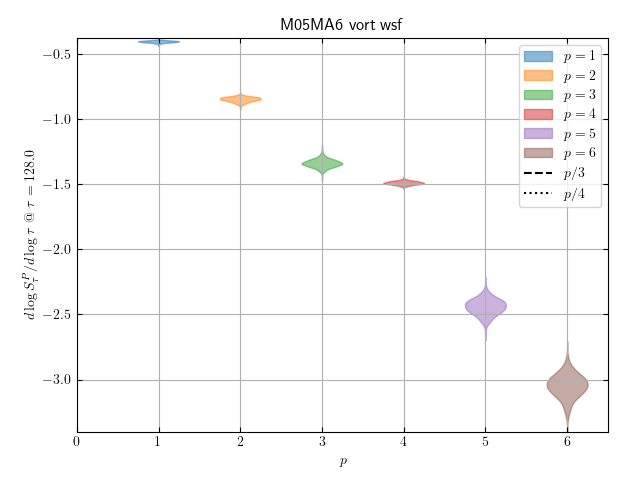 M05MA6 vort wsf
d log S_τ^P / d log τ @ τ = 128.0
−0.5
−1.0
−1.5
−2.0
−2.5
−3.0
0 1 2 3 4 5 6
p
p = 1
p = 2
p = 3
p = 4
p = 5
p = 6
p/3
p/4